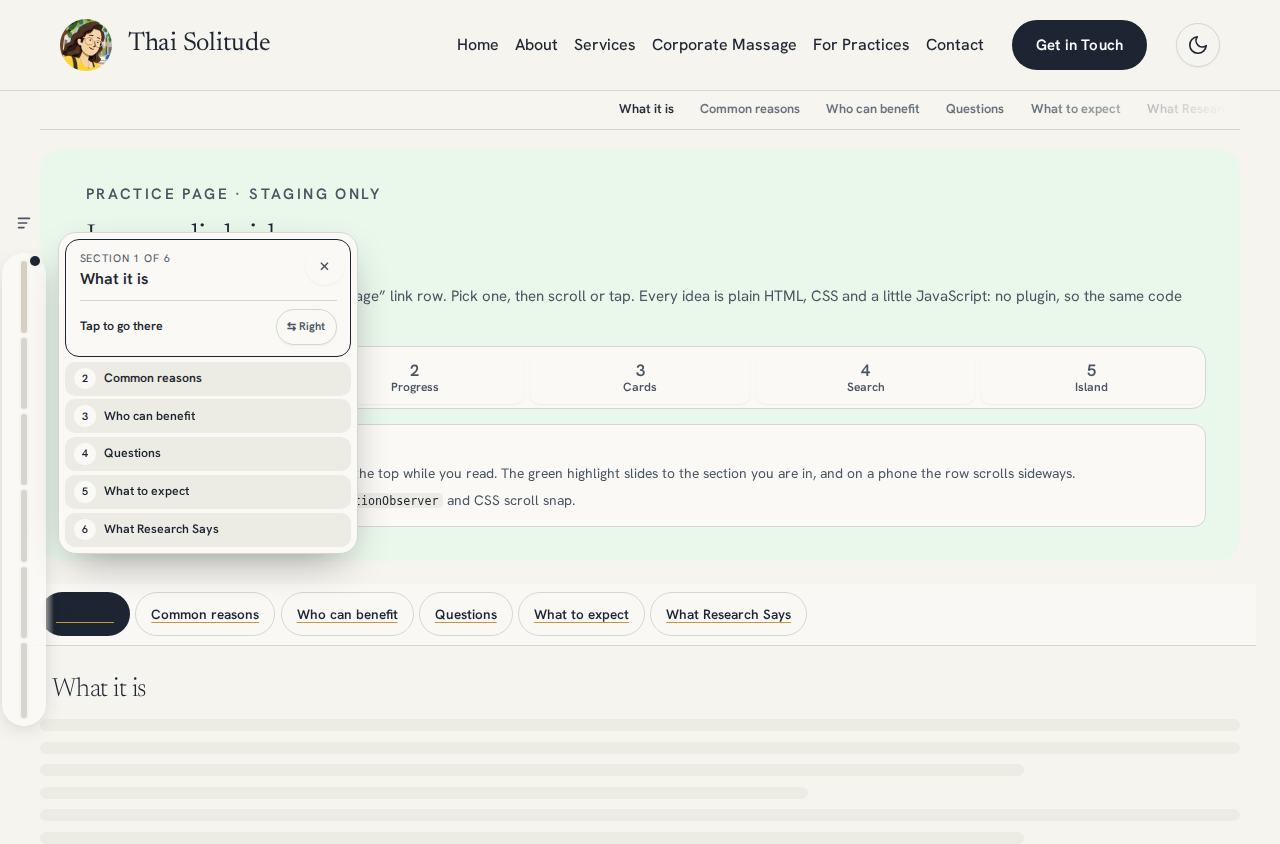 Thai Solitude
Home About Services Corporate Massage For Practices Contact Get in Touch
What it is Common reasons Who can benefit Questions What to expect What Resear
PRACTICE PAGE · STAGING ONLY
age” link row. Pick one, then scroll or tap. Every idea is plain HTML, CSS and a little JavaScript: no plugin, so the same code
SECTION 1 OF 6
What it is
✕
Tap to go there
⇆ Right
2 Common reasons
3 Who can benefit
4 Questions
5 What to expect
6 What Research Says
2
Progress
3
Cards
4
Search
5
Island
he top while you read. The green highlight slides to the section you are in, and on a phone the row scrolls sideways.
tionObserver and CSS scroll snap.
Common reasons Who can benefit Questions What to expect What Research Says
What it is